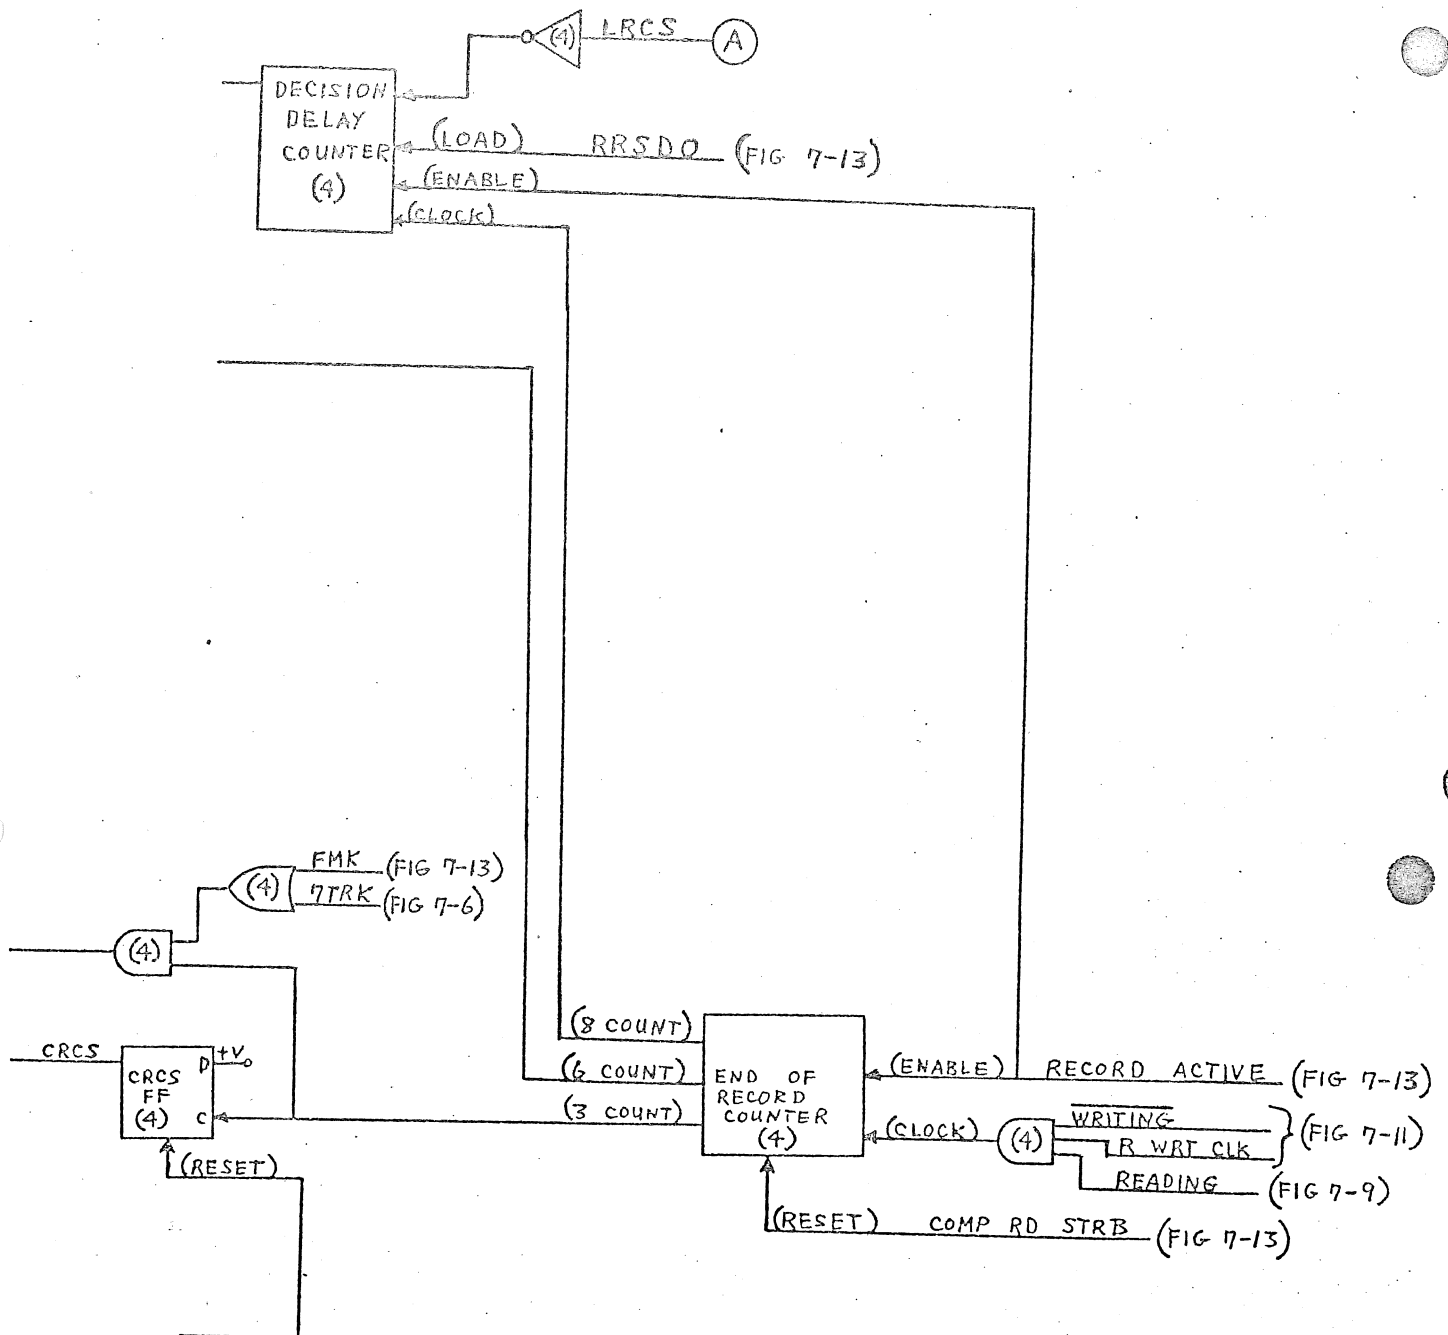 (4) LRCS A
DECISION
DELAY
COUNTER
(4)
(LOAD) RRSDO (FIG 7-13)
(ENABLE)
(CLOCK)
FMK (FIG 7-13)
(4)
7TRK (FIG 7-6)
(4)
(8 COUNT)
CRCS
CRCS
FF
(4)
D +V
C
(6 COUNT)
(3 COUNT)
END OF
RECORD
COUNTER
(4)
(ENABLE) RECORD ACTIVE (FIG 7-13)
(CLOCK) (4) WRITING
R WRT CLK
(FIG 7-11)
READING (FIG 7-9)
(RESET)
(RESET) COMP RD STRB (FIG 7-13)